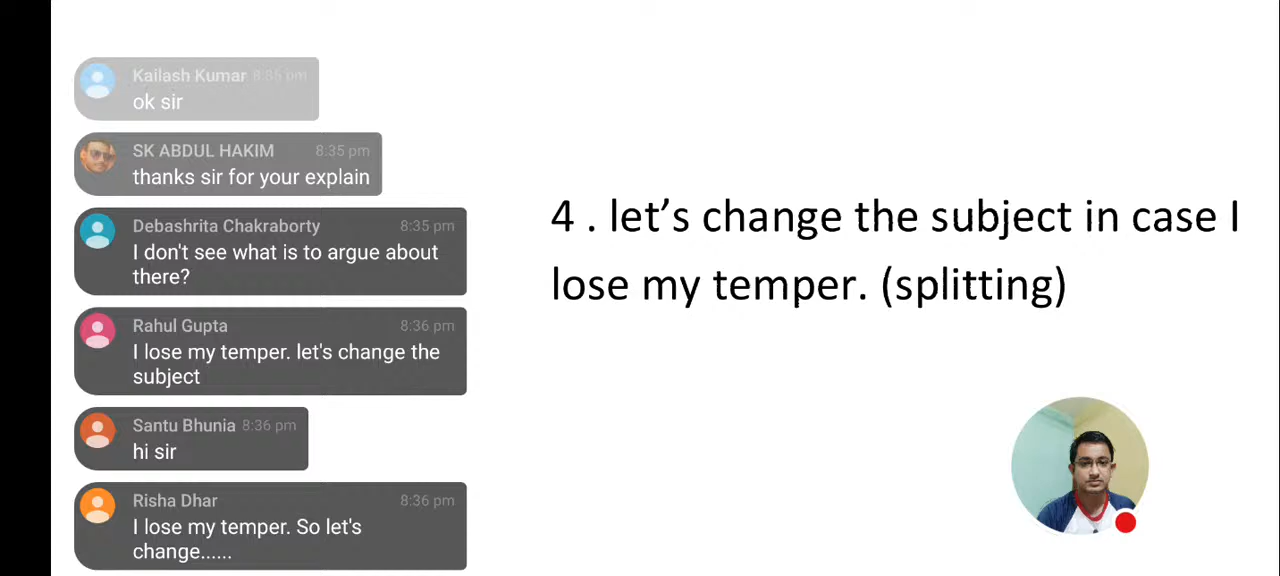 Kailash Kumar 8:35 pm
ok sir
SK ABDUL HAKIM 8.35 pm
thanks sir for your explain
Debashrita Chakraborty 8:35 pm
I don't see what is to argue about
there?
Rahul Gupta 8:36 pm
I lose my temper. let's change the
subject
Santu Bhunia 8:36 pm
hi sir
Risha Dhar 8:36 pm
I lose my temper. So let's
change......
4 . let’s change the subject in case I
lose my temper. (splitting)